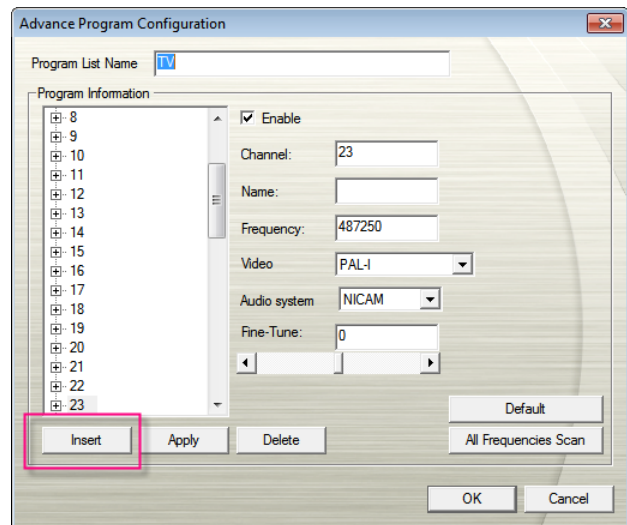 Advance Program Configuration
Program List Name TV
Program Information
8
9
10
11
12
13
14
15
16
17
18
19
20
21
22
23
Enable
Channel: 23
Name:
Frequency: 487250
Video PAL-I
Audio system NICAM
Fine-Tune: 0
Default
Insert Apply Delete All Frequencies Scan
OK Cancel